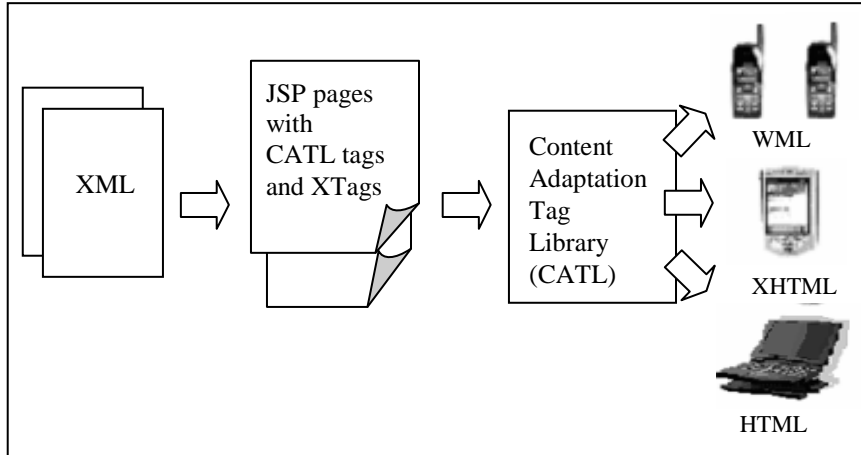 XML
JSP pages
with
CATL tags
and XTags
Content
Adaptation
Tag
Library
(CATL)
WML
XHTML
HTML